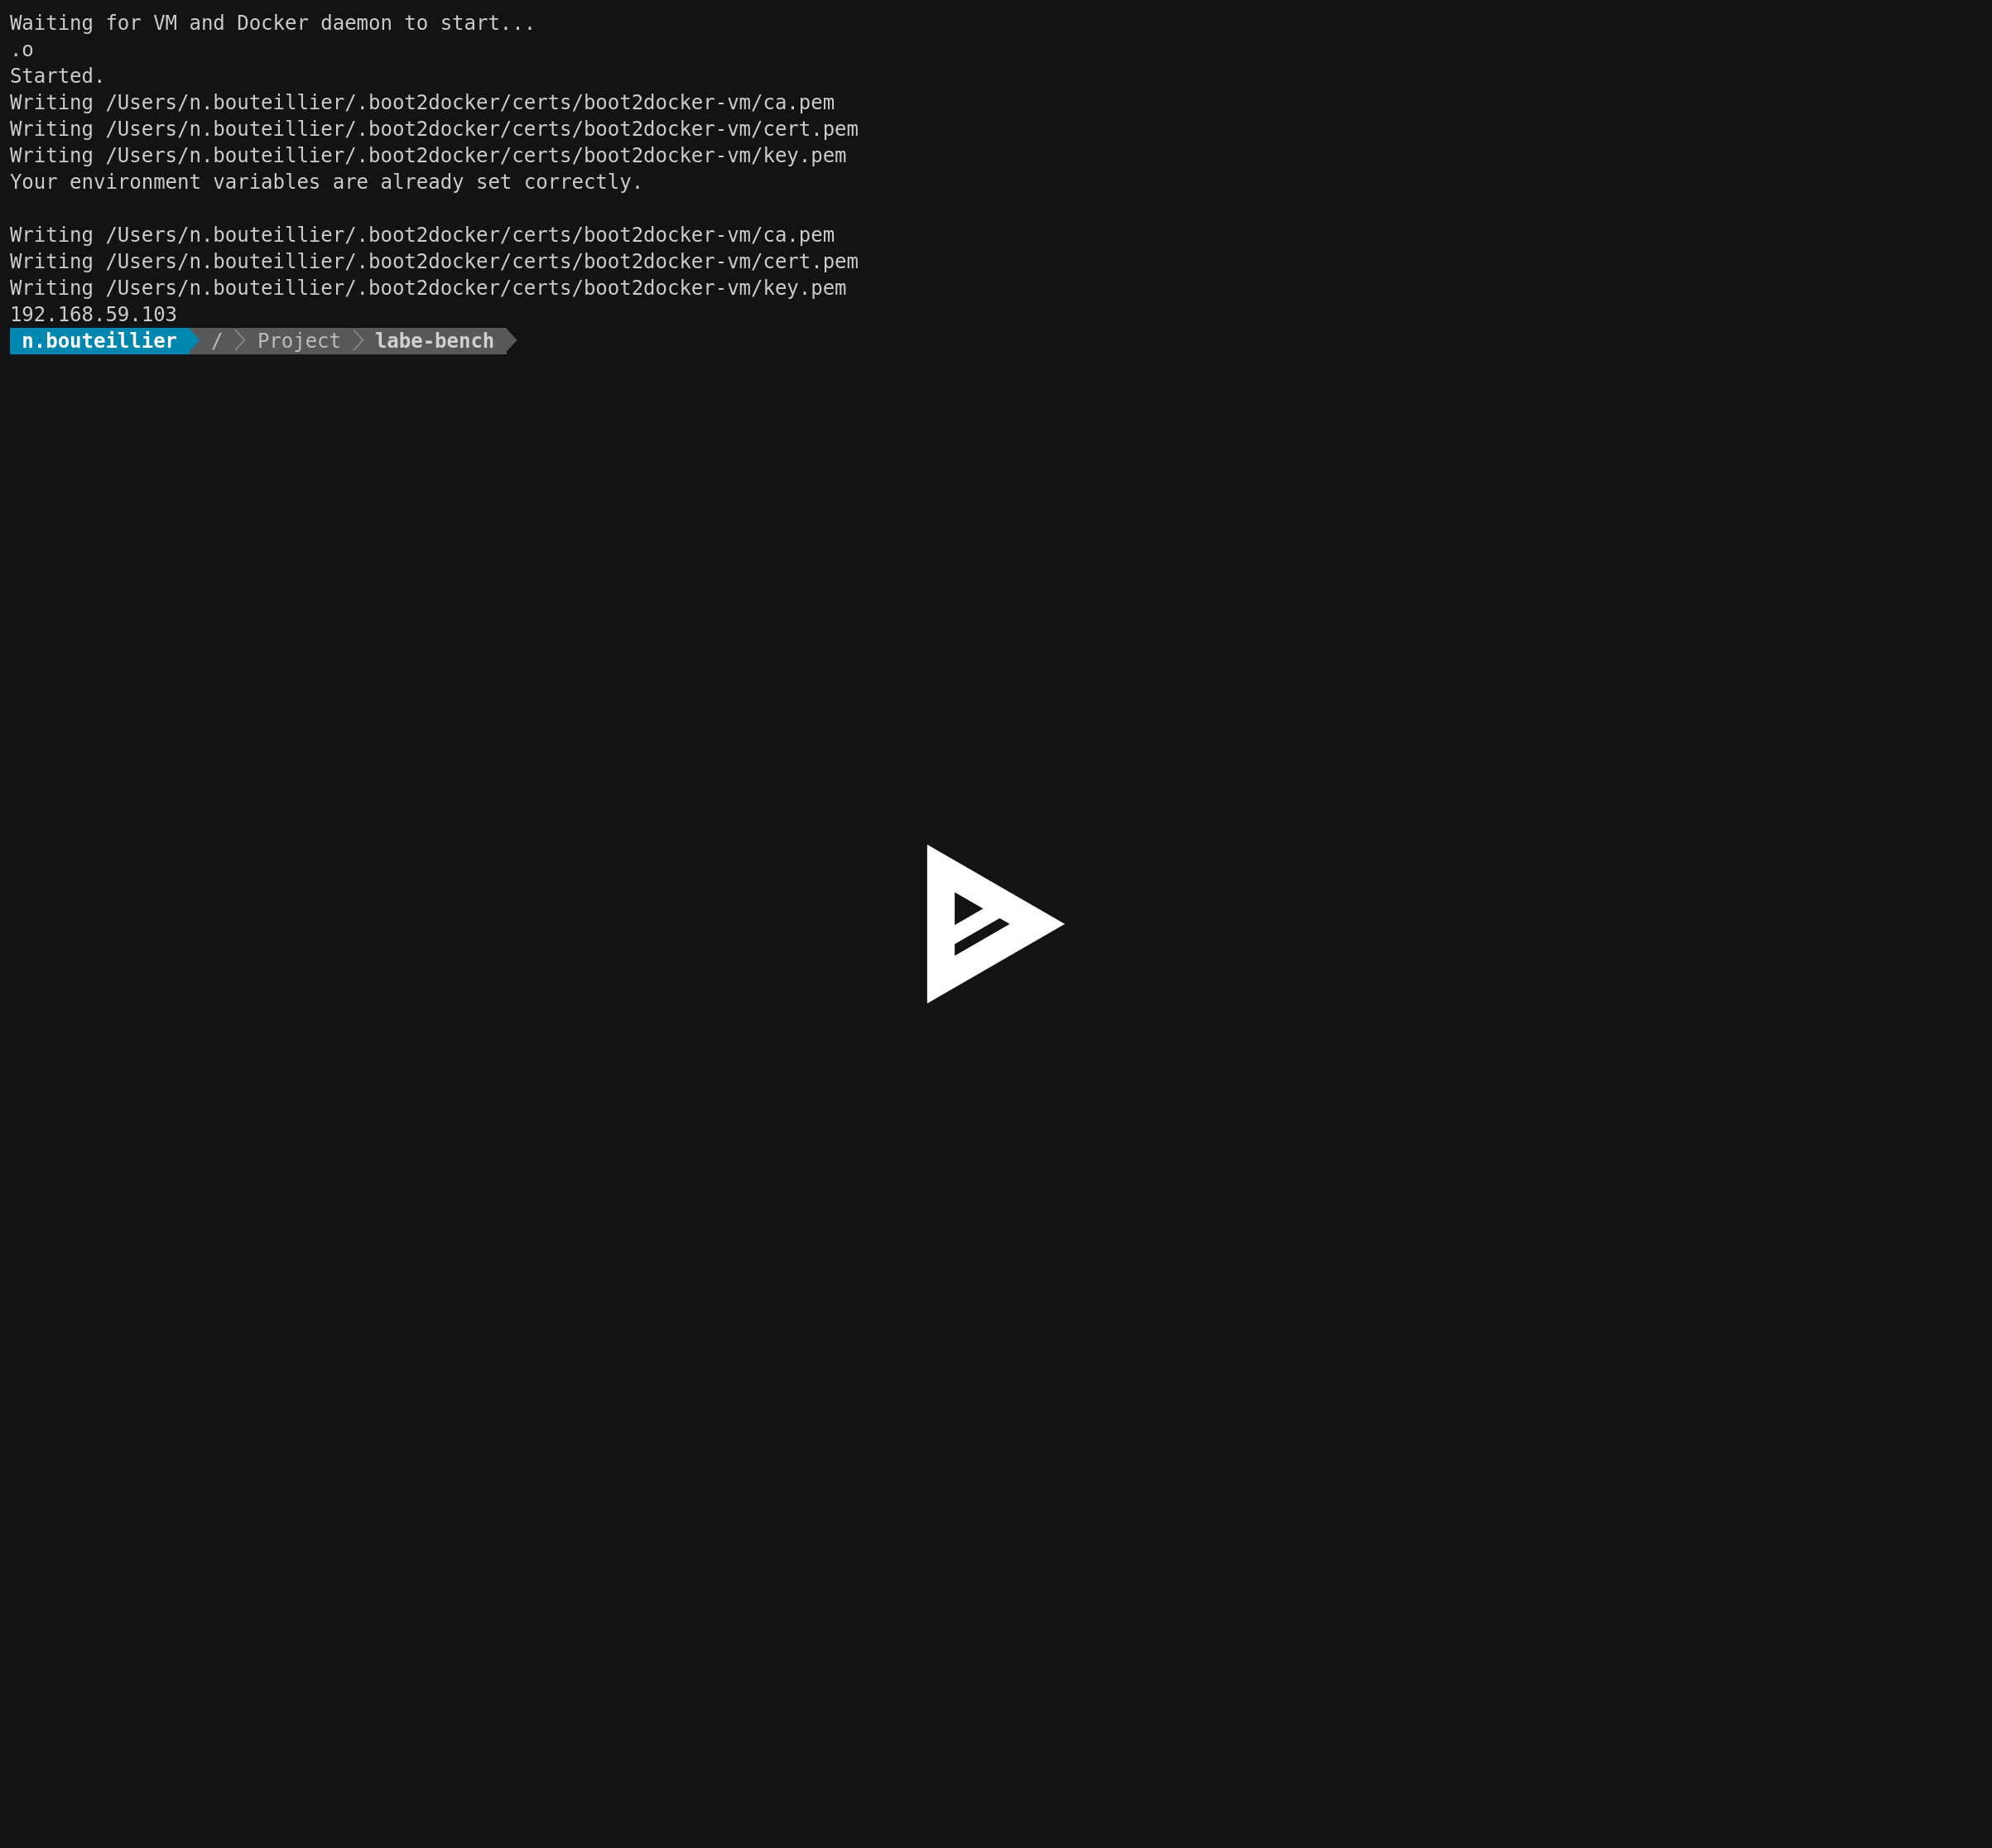 Waiting for VM and Docker daemon to start...
.o
Started.
Writing /Users/n.bouteillier/.boot2docker/certs/boot2docker-vm/ca.pem
Writing /Users/n.bouteillier/.boot2docker/certs/boot2docker-vm/cert.pem
Writing /Users/n.bouteillier/.boot2docker/certs/boot2docker-vm/key.pem
Your environment variables are already set correctly.
Writing /Users/n.bouteillier/.boot2docker/certs/boot2docker-vm/ca.pem
Writing /Users/n.bouteillier/.boot2docker/certs/boot2docker-vm/cert.pem
Writing /Users/n.bouteillier/.boot2docker/certs/boot2docker-vm/key.pem
192.168.59.103
n.bouteillier / Project labe-bench